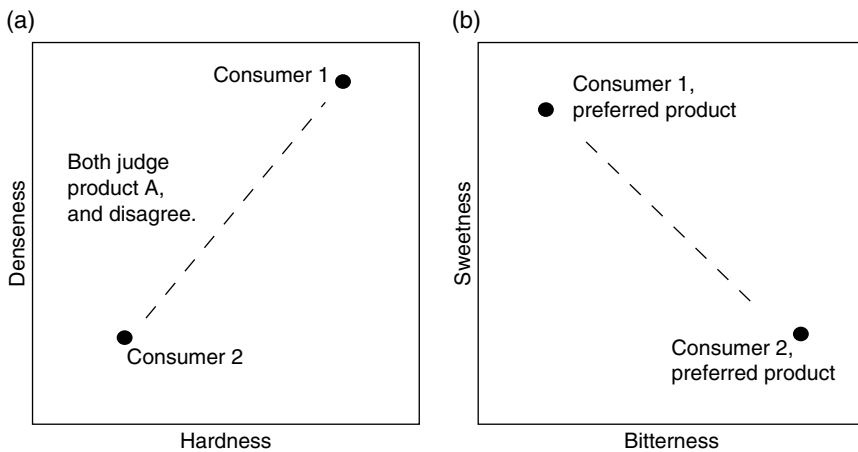 (a)
Consumer 1
Both judge
product A,
and disagree.
Consumer 2
Denseness
Hardness
(b)
Consumer 1,
preferred product
Consumer 2,
preferred product
Sweetness
Bitterness